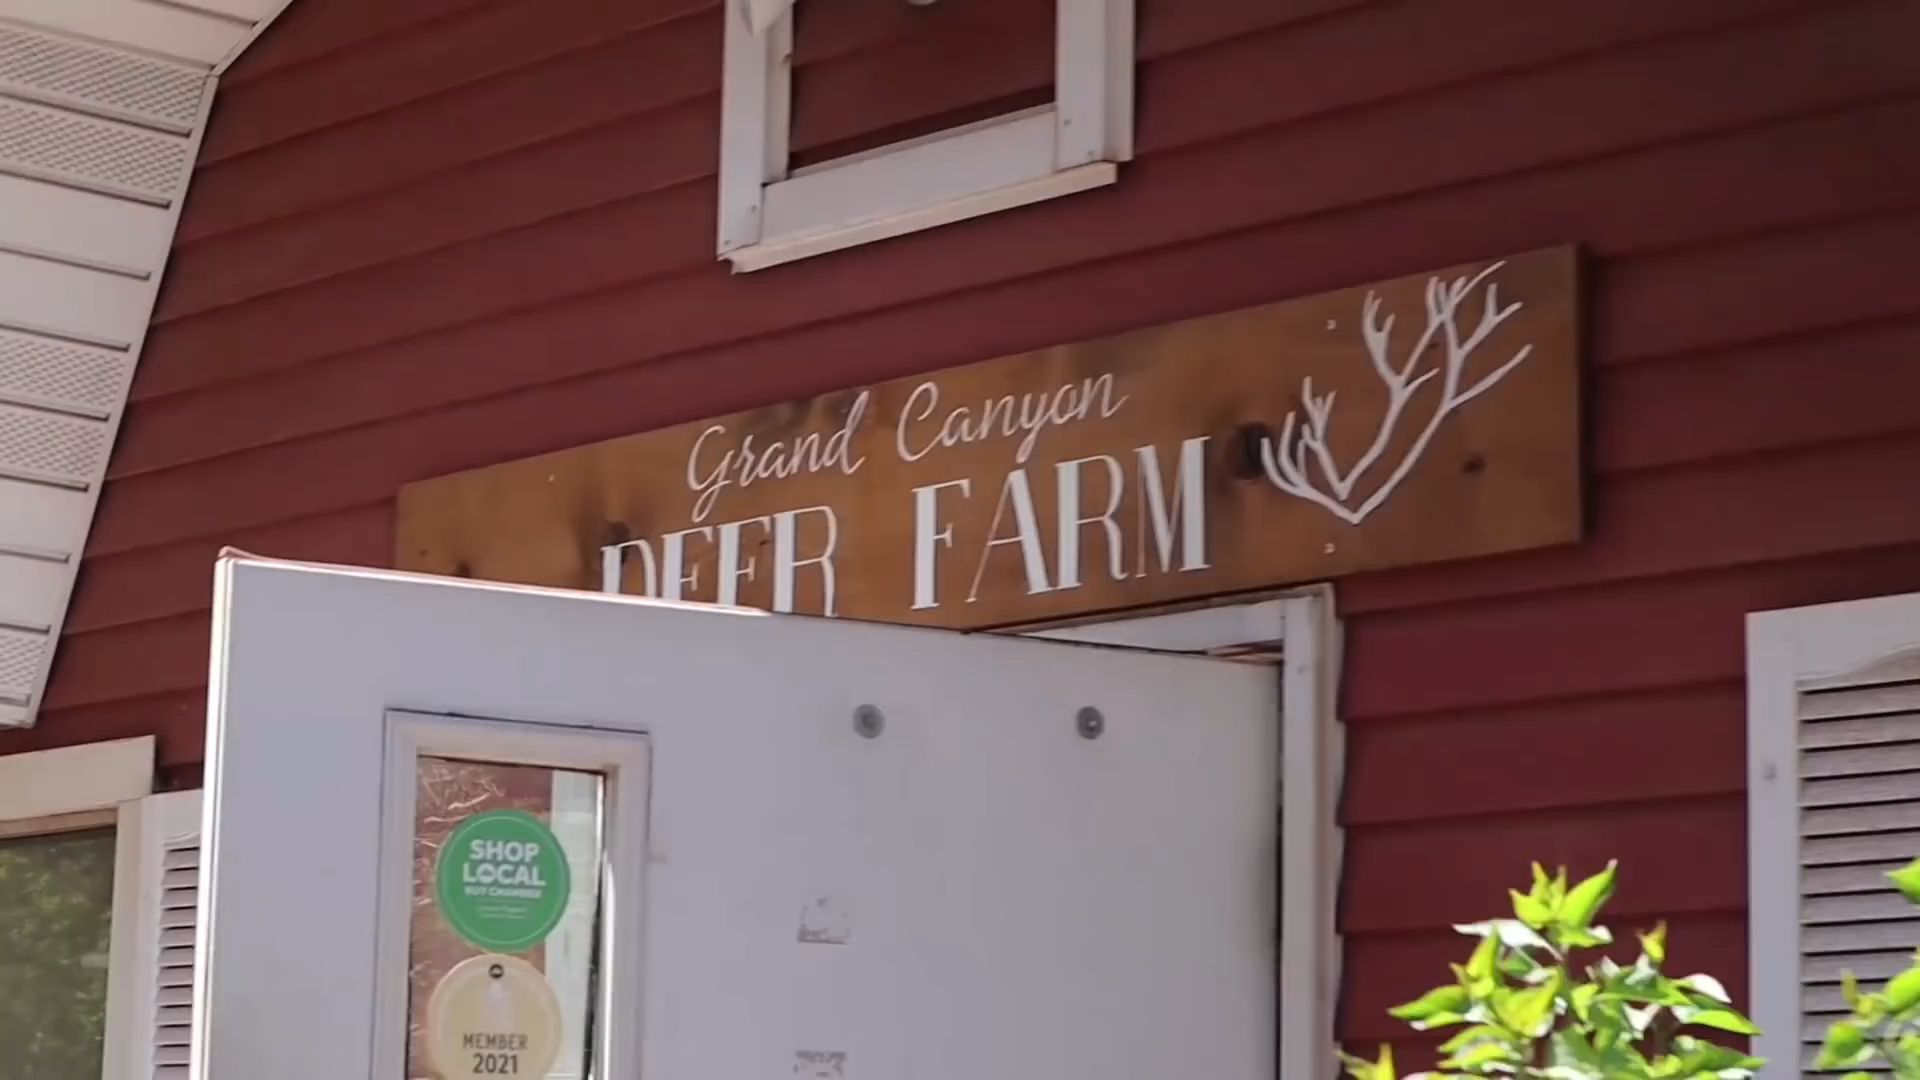 Grand Canyon
DEER FARM
SHOP
LOCAL
MEMBER
2021